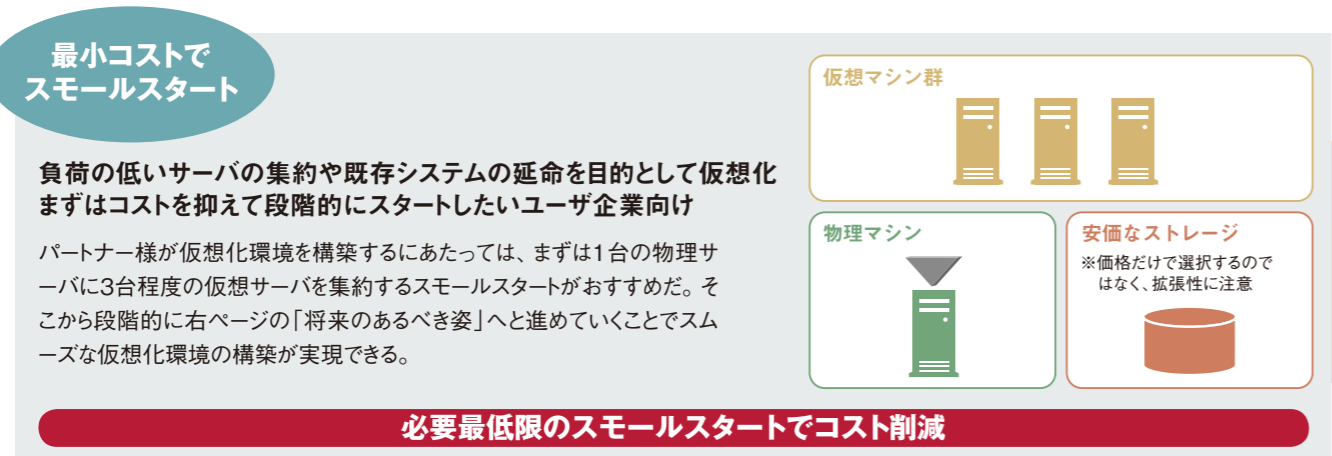 最小コストで
スモールスタート
負荷の低いサーバの集約や既存システムの延命を目的として仮想化
まずはコストを抑えて段階的にスタートしたいユーザ企業向け
パートナー様が仮想化環境を構築するにあたっては、まずは1台の物理サ
ーバに3台程度の仮想サーバを集約するスモールスタートがおすすめだ。そ
こから段階的に右ページの「将来のあるべき姿」へと進めていくことでスム
ーズな仮想化環境の構築が実現できる。
仮想マシン群
物理マシン
安価なストレージ
※価格だけで選択するので
はなく、拡張性に注意
必要最低限のスモールスタートでコスト削減